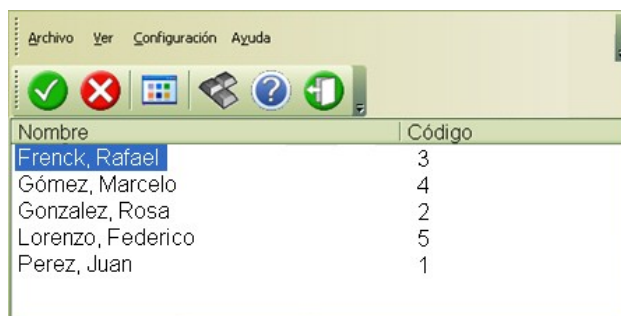 Archivo Ver Configuración Ayuda
Nombre Código
Frenck, Rafael 3
Gómez, Marcelo 4
Gonzalez, Rosa 2
Lorenzo, Federico 5
Perez, Juan 1